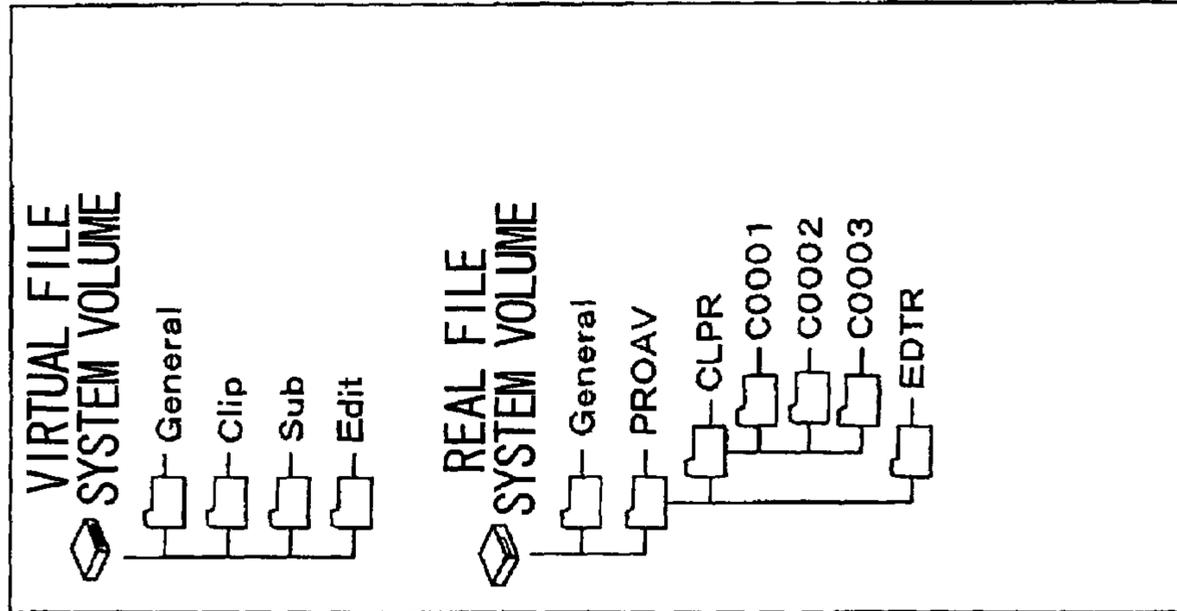 VIRTUAL FILE
SYSTEM VOLUME
General
Clip
Sub
Edit
REAL FILE
SYSTEM VOLUME
General
PROAV
CLPR
C0001
C0002
C0003
EDTR